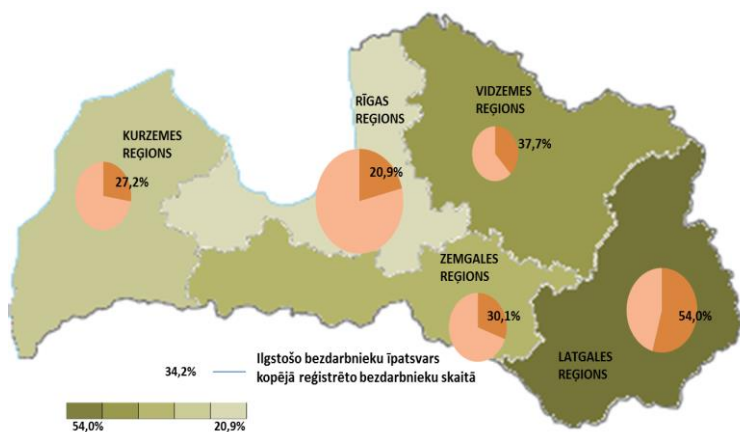 RĪGAS
REĢIONS
VIDZEMES
REĢIONS
KURZEMES
REĢIONS
37,7%
20,9%
27,2%
ZEMGALES
REĢIONS
30,1%
54,0%
LATGALES
REĢIONS
34,2%
Ilgstošo bezdarbnieku īpatsvars
kopējā reģistrēto bezdarbnieku skaitā
54,0%
20,9%